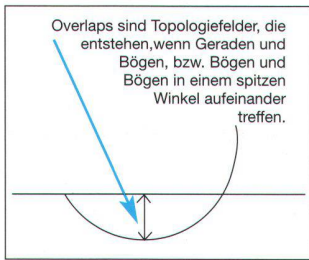 Overlaps sind Topologiefelder, die
entstehen,wenn Geraden und
Bögen, bzw. Bögen und
Bögen in einem spitzen
Winkel aufeinander
treffen.